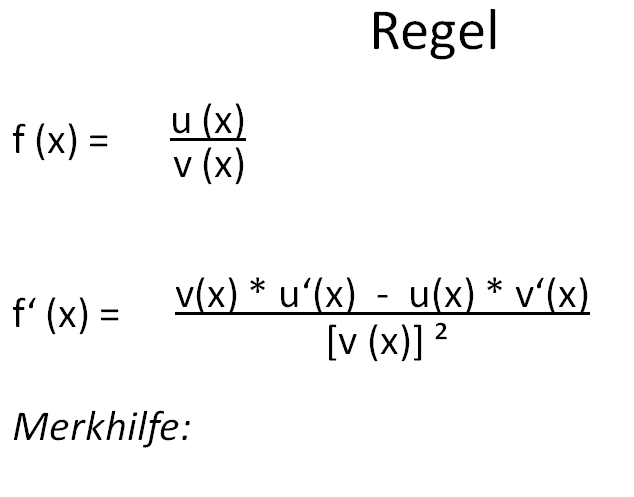 Regel
f (x) = u (x)
v (x)
f‘ (x) = v(x) * u‘(x) - u(x) * v‘(x)
[v (x)] ²
Merkhilfe: